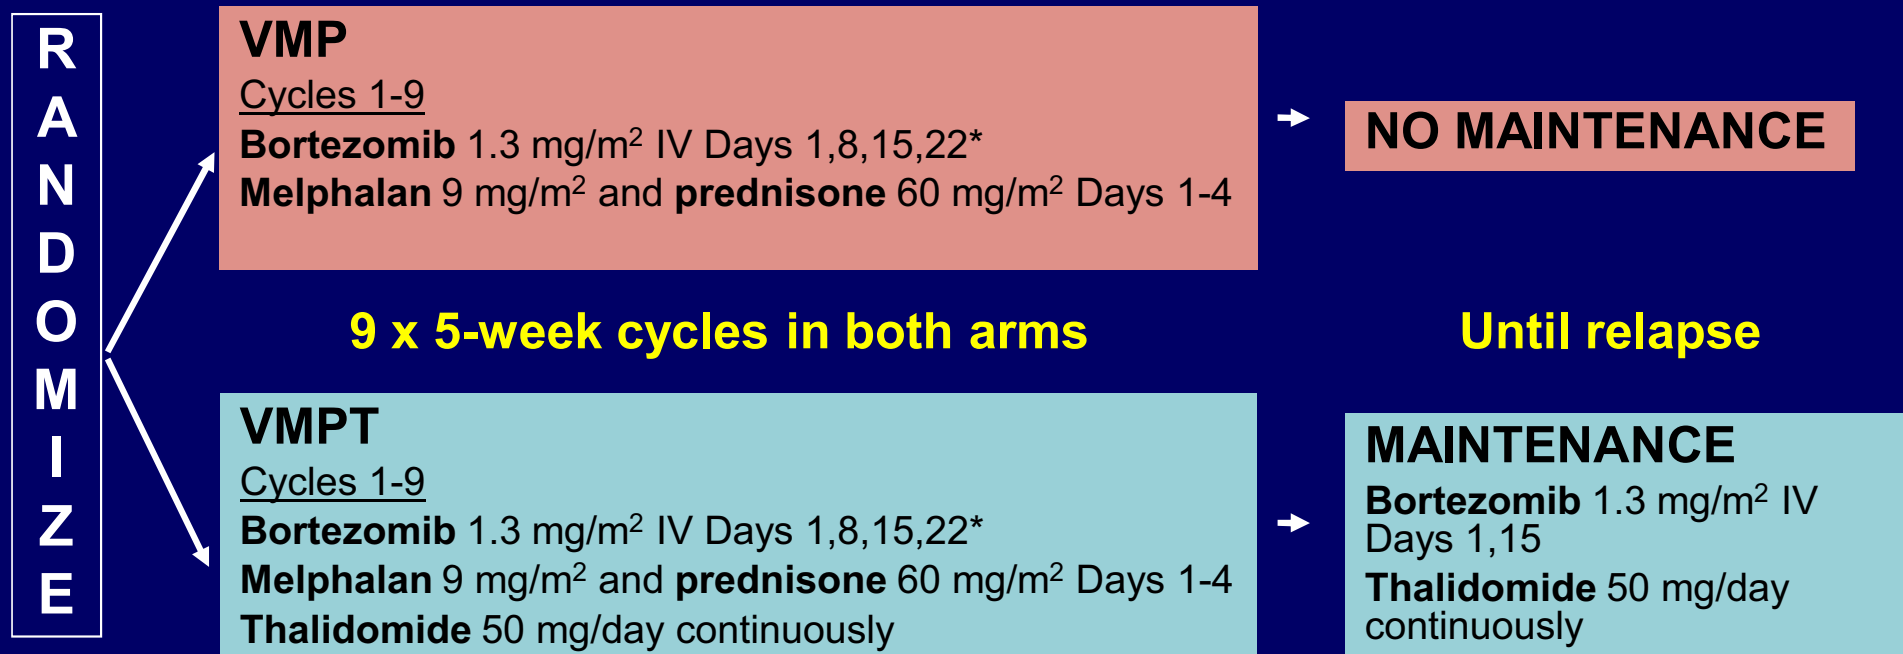 RANDOMIZE
VMP
Cycles 1-9
Bortezomib 1.3 mg/m² IV Days 1,8,15,22*
Melphalan 9 mg/m² and prednisone 60 mg/m² Days 1-4
NO MAINTENANCE
9 x 5-week cycles in both arms
Until relapse
VMPT
Cycles 1-9
Bortezomib 1.3 mg/m² IV Days 1,8,15,22*
Melphalan 9 mg/m² and prednisone 60 mg/m² Days 1-4
Thalidomide 50 mg/day continuously
MAINTENANCE
Bortezomib 1.3 mg/m² IV
Days 1,15
Thalidomide 50 mg/day
continuously